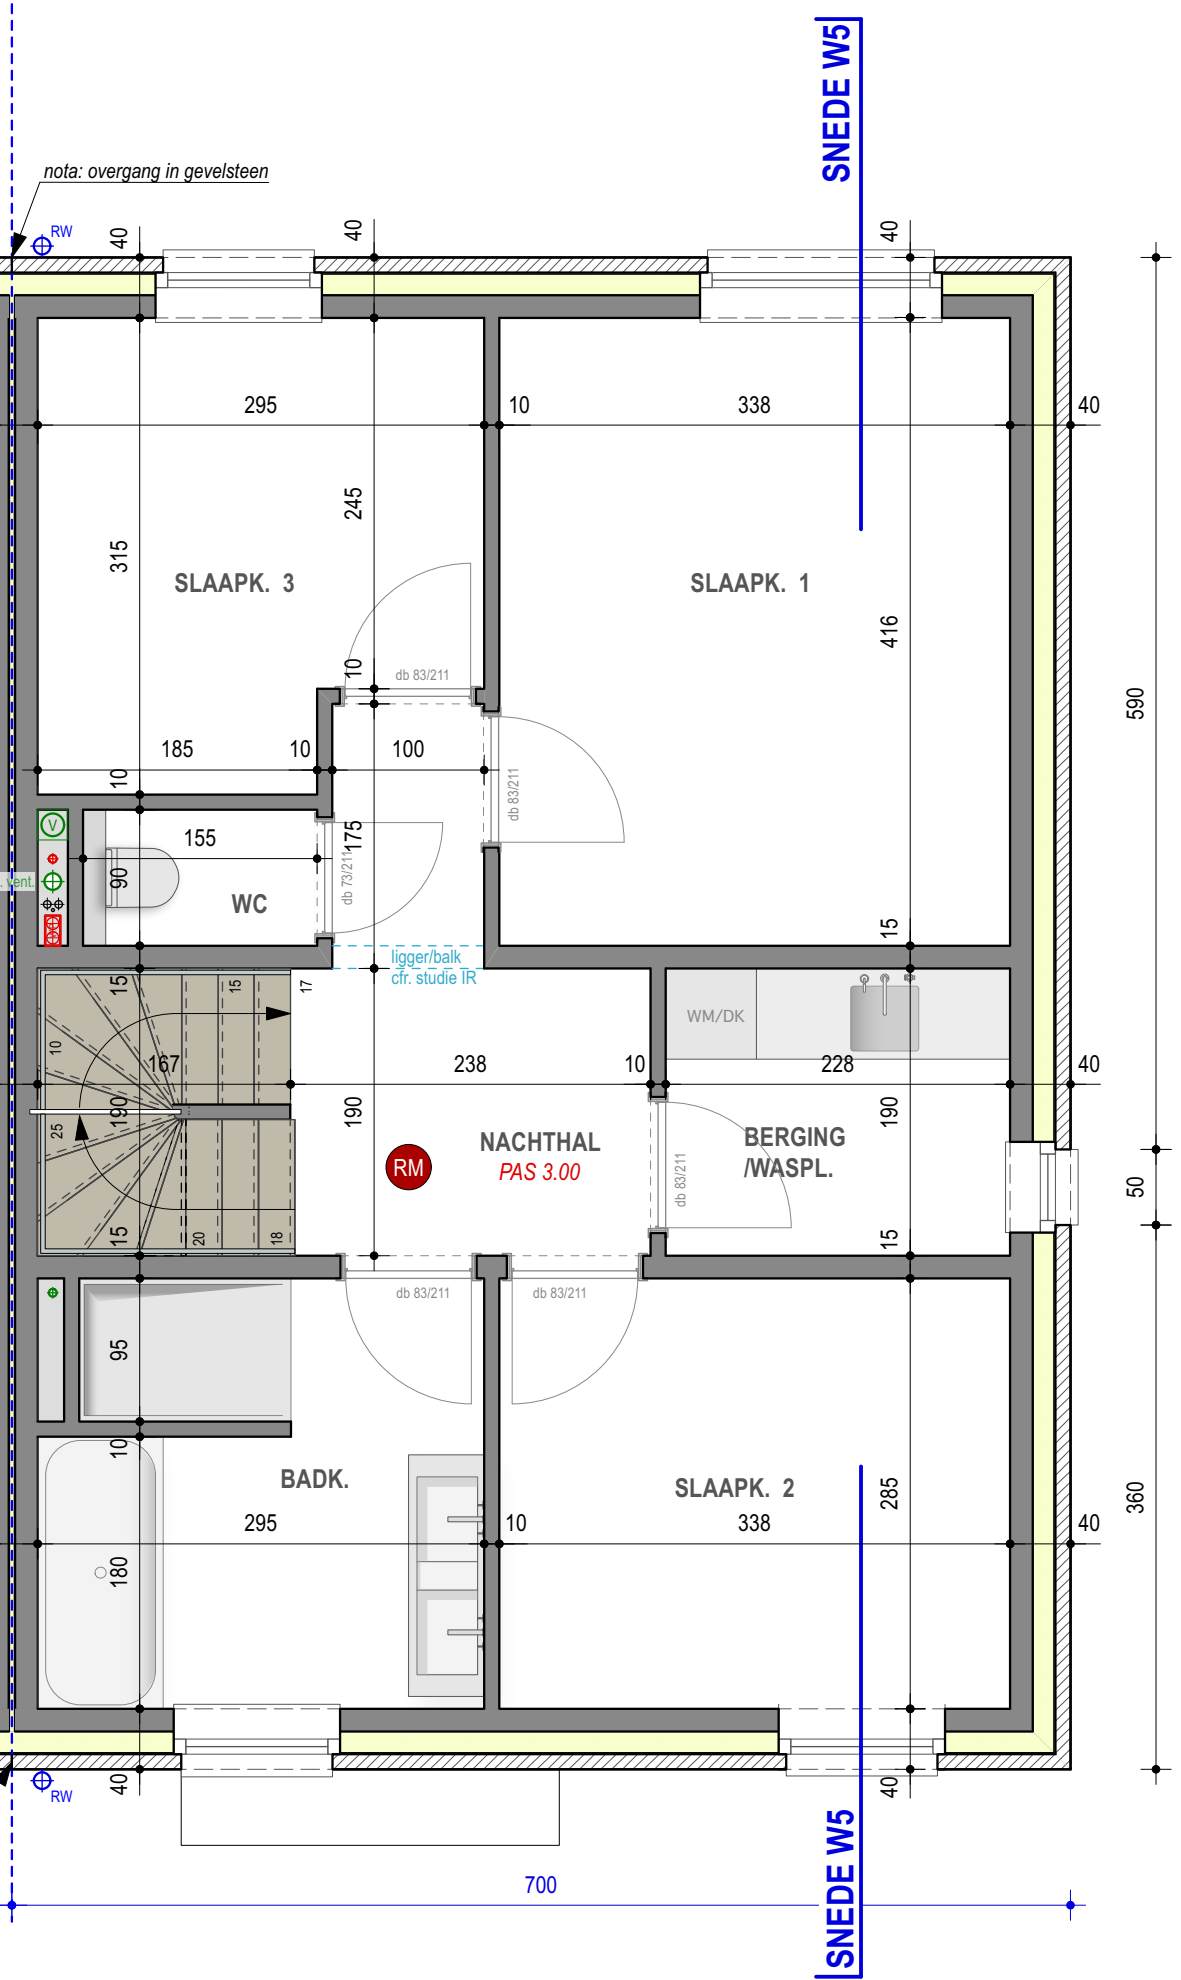 SNEDE W5
nota: overgang in gevelsteen
RW
40
40
40
295
10
338
40
315
245
416
590
SLAAPK. 3
SLAAPK. 1
10
db 83/211
185
10
100
10
db 83/211
V
155
175
db 73/211
90
vent.
WC
15
ligger/balk
cfr. studie IR
15
15
17
WM/DK
10
167
238
10
228
40
190
190
190
25
NACHTHAL
PAS 3.00
RM
BERGING
/WASPL.
db 83/211
50
15
20
18
15
db 83/211
db 83/211
95
10
BADK.
SLAAPK. 2
285
360
295
10
338
40
180
40
40
RW
SNEDE W5
700